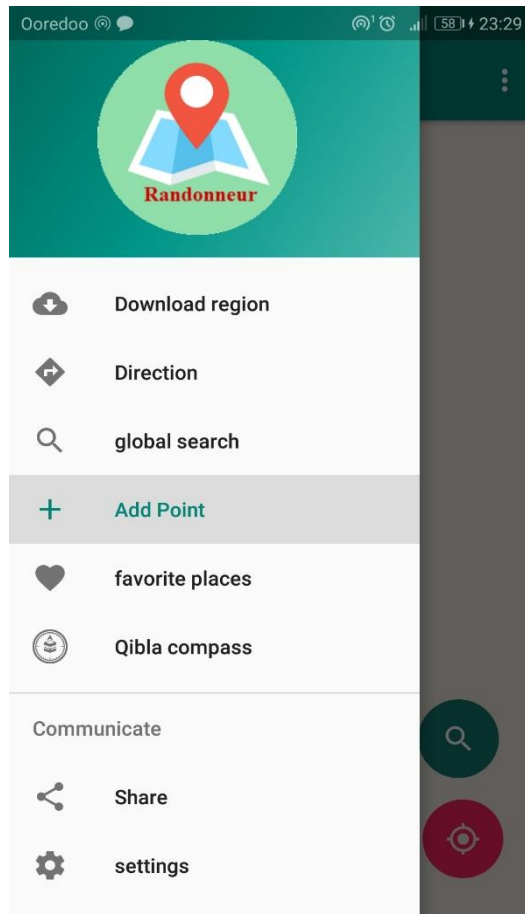 Ooredoo 1 58 23:29
Randonneur
Download region
Direction
global search
Add Point
favorite places
Qibla compass
Communicate
Share
settings